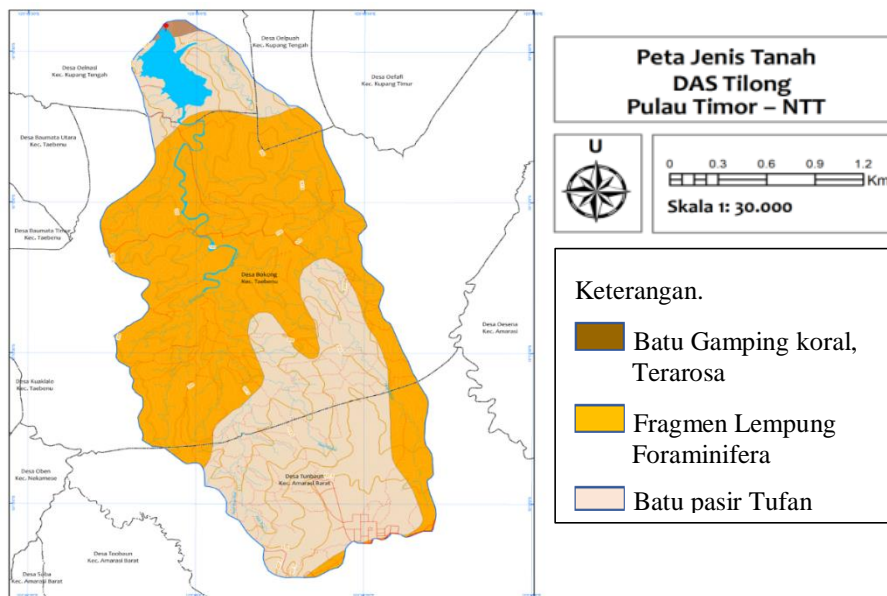 Peta Jenis Tanah
DAS Tilong
Pulau Timor – NTT
U
0 0.3 0.6 0.9 1.2
Km
Skala 1: 30.000
Keterangan.
Batu Gamping koral,
Terarosa
Fragmen Lempung
Foraminifera
Batu pasir Tufan
Desa Oelnasi
Kec. Kupang Tengah
Desa Oelpuah
Kec. Kupang Tengah
Desa Oefafi
Kec. Kupang Timur
Desa Baumata Utara
Kec. Taebenu
Desa Baumata Timur
Kec. Taebenu
Desa Bokong
Kec. Taebenu
Desa Oesena
Kec. Amarasi
Desa Kuaklalo
Kec. Taebenu
Desa Oben
Kec. Nekamese
Desa Tunbaun
Kec. Amarasi Barat
Desa Toobaun
Kec. Amarasi Barat
Desa
Kec. Amarasi Barat